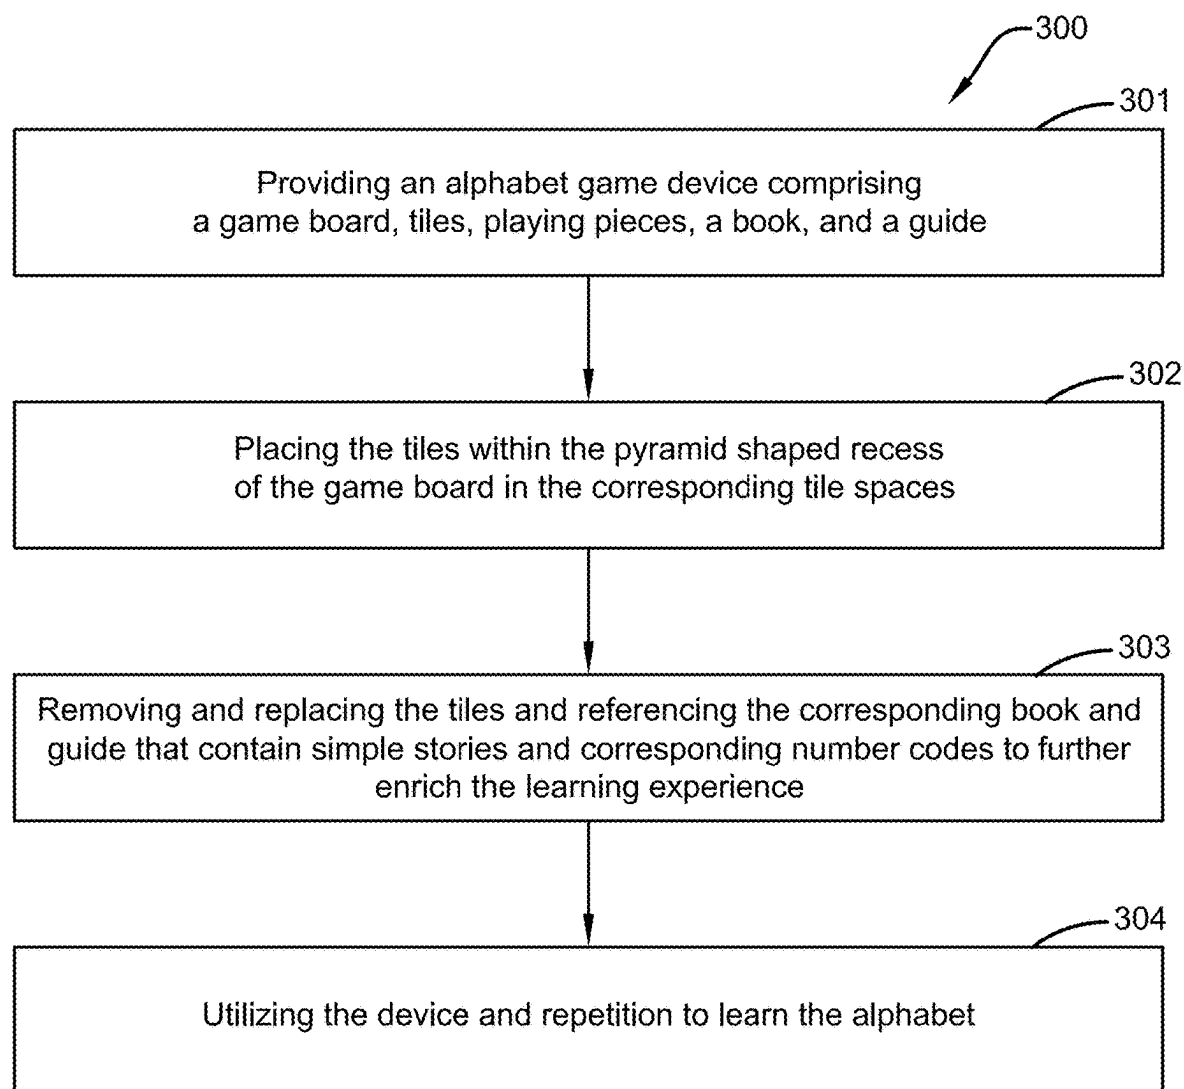 300
301
Providing an alphabet game device comprising
a game board, tiles, playing pieces, a book, and a guide
302
Placing the tiles within the pyramid shaped recess
of the game board in the corresponding tile spaces
303
Removing and replacing the tiles and referencing the corresponding book and
guide that contain simple stories and corresponding number codes to further
enrich the learning experience
304
Utilizing the device and repetition to learn the alphabet